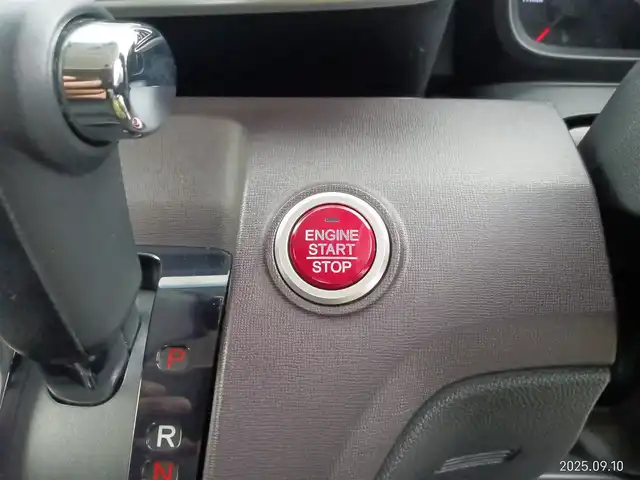 ENGINE
START
STOP
P
R
N
2025.09.10